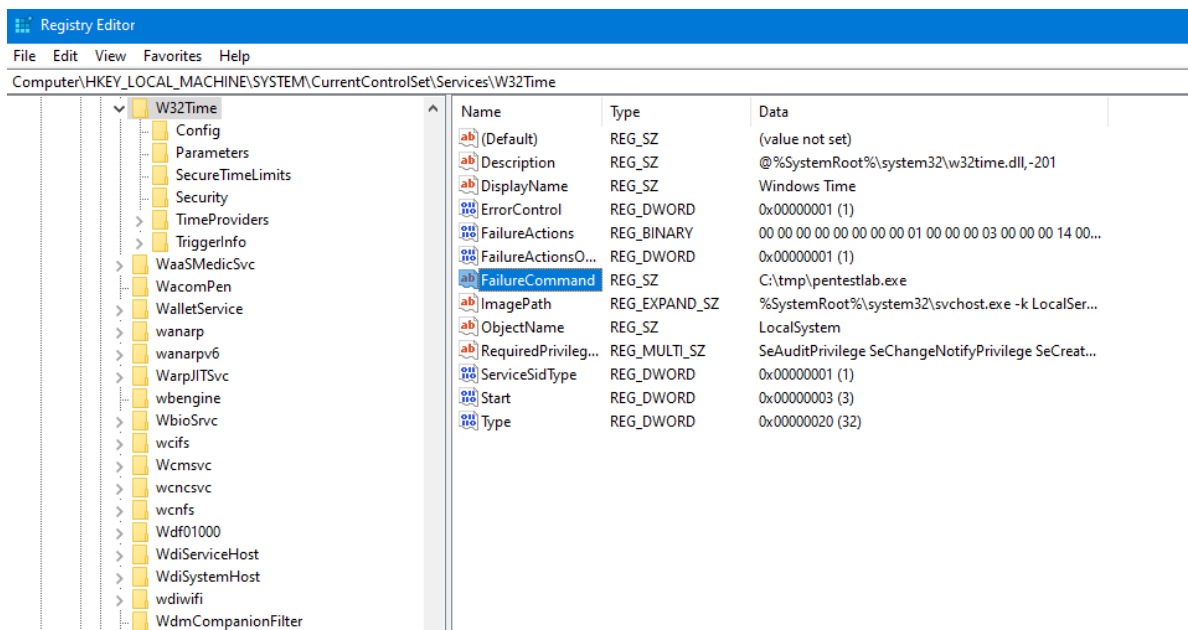 Registry Editor
File Edit View Favorites Help
Computer\HKEY_LOCAL_MACHINE\SYSTEM\CurrentControlSet\Services\W32Time
W32Time
Config
Parameters
SecureTimeLimits
Security
TimeProviders
TriggerInfo
WaaSMedicSvc
WacomPen
WalletService
wanarp
wanarpv6
WarpJITSvc
wbengine
WbioSrvc
wcifs
Wcmsvc
wcncsvc
wcnfs
Wdf01000
WdiServiceHost
WdiSystemHost
wdiwifi
WdmCompanionFilter
Name Type Data
(Default) REG_SZ (value not set)
Description REG_SZ @%SystemRoot%\system32\w32time.dll,-201
DisplayName REG_SZ Windows Time
ErrorControl REG_DWORD 0x00000001 (1)
FailureActions REG_BINARY 00 00 00 00 00 00 00 00 01 00 00 00 03 00 00 00 14 00...
FailureActionsO... REG_DWORD 0x00000001 (1)
FailureCommand REG_SZ C:\tmp\pentestlab.exe
ImagePath REG_EXPAND_SZ %SystemRoot%\system32\svchost.exe -k LocalSer...
ObjectName REG_SZ LocalSystem
RequiredPrivileg... REG_MULTI_SZ SeAuditPrivilege SeChangeNotifyPrivilege SeCreat...
ServiceSidType REG_DWORD 0x00000001 (1)
Start REG_DWORD 0x00000003 (3)
Type REG_DWORD 0x00000020 (32)